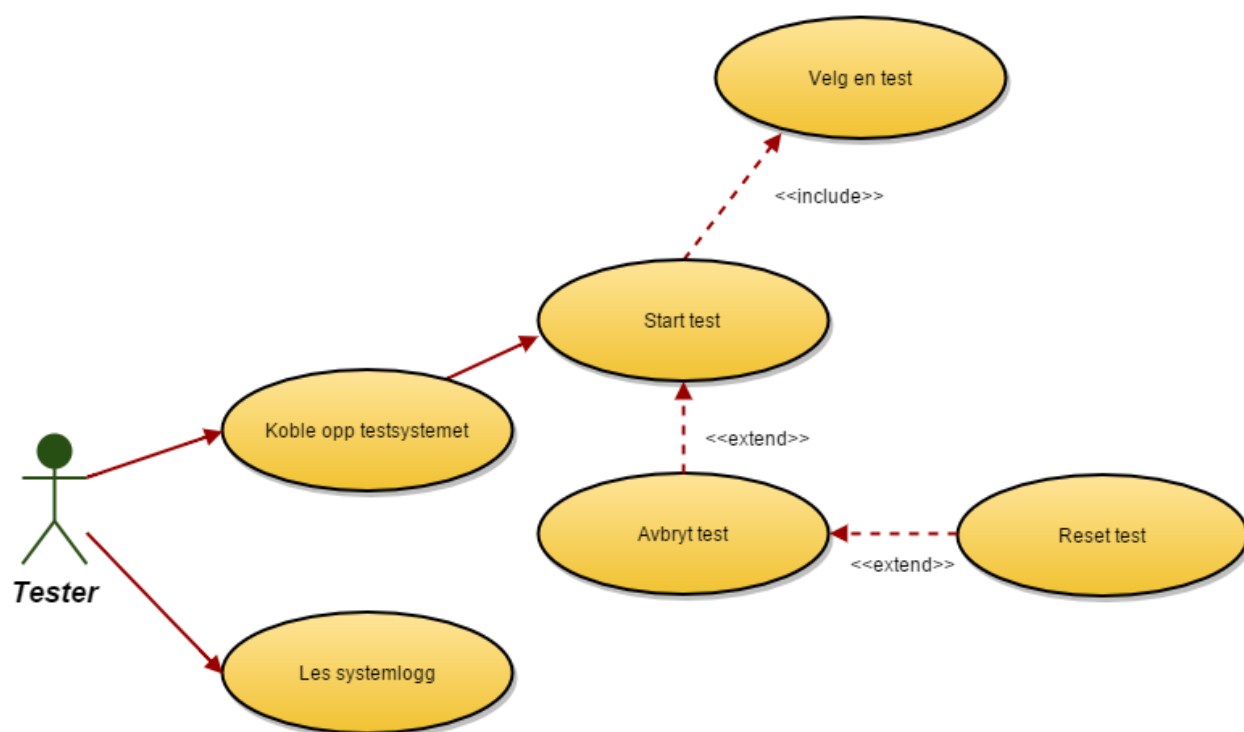 Velg en test
<<include>>
Start test
Koble opp testsystemet
<<extend>>
Avbryt test
<<extend>>
Reset test
Tester
Les systemlogg